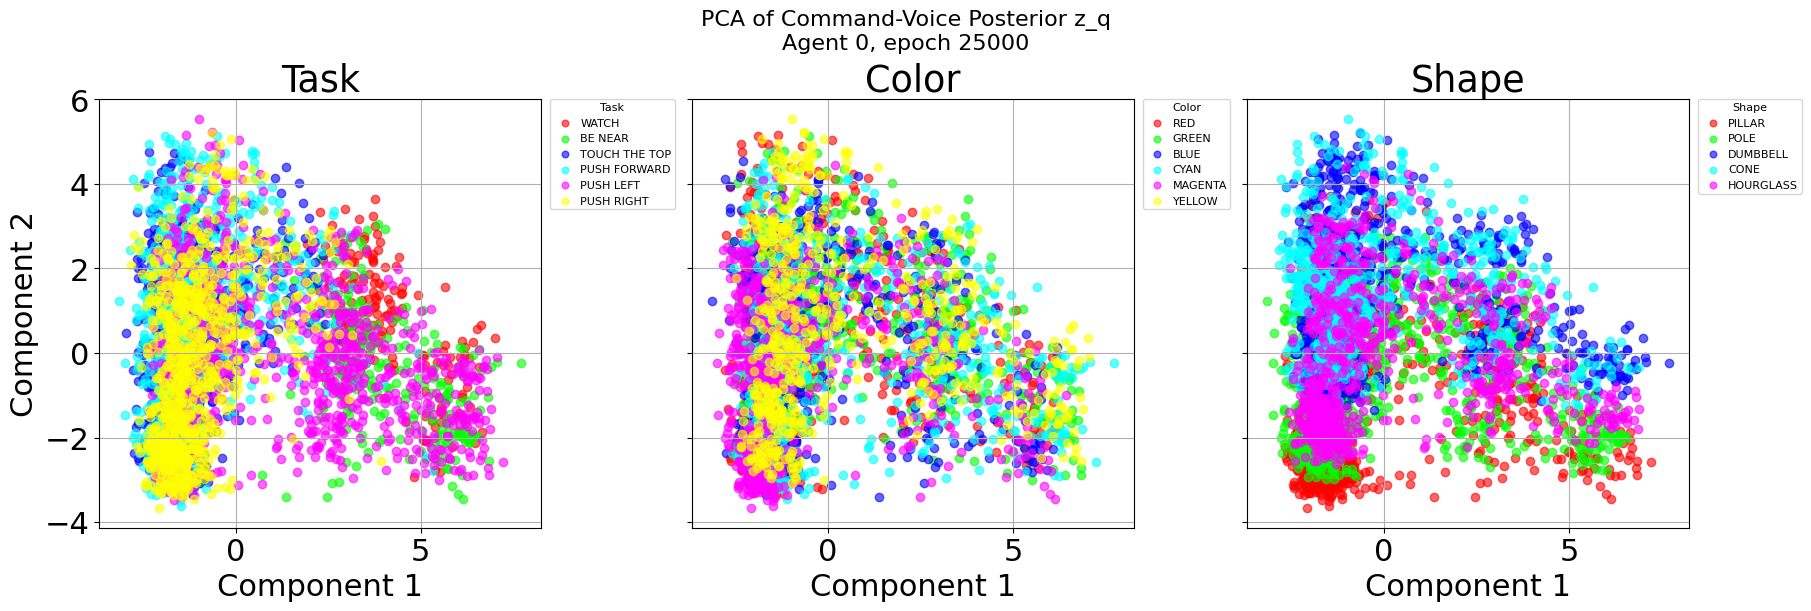 PCA of Command-Voice Posterior z_q
Agent 0, epoch 25000
Task
Color
Shape
Component 2
6
4
2
0
−2
−4
0
5
Component 1
Task
WATCH
BE NEAR
TOUCH THE TOP
PUSH FORWARD
PUSH LEFT
PUSH RIGHT
0
5
Component 1
Color
RED
GREEN
BLUE
CYAN
MAGENTA
YELLOW
0
5
Component 1
Shape
PILLAR
POLE
DUMBBELL
CONE
HOURGLASS